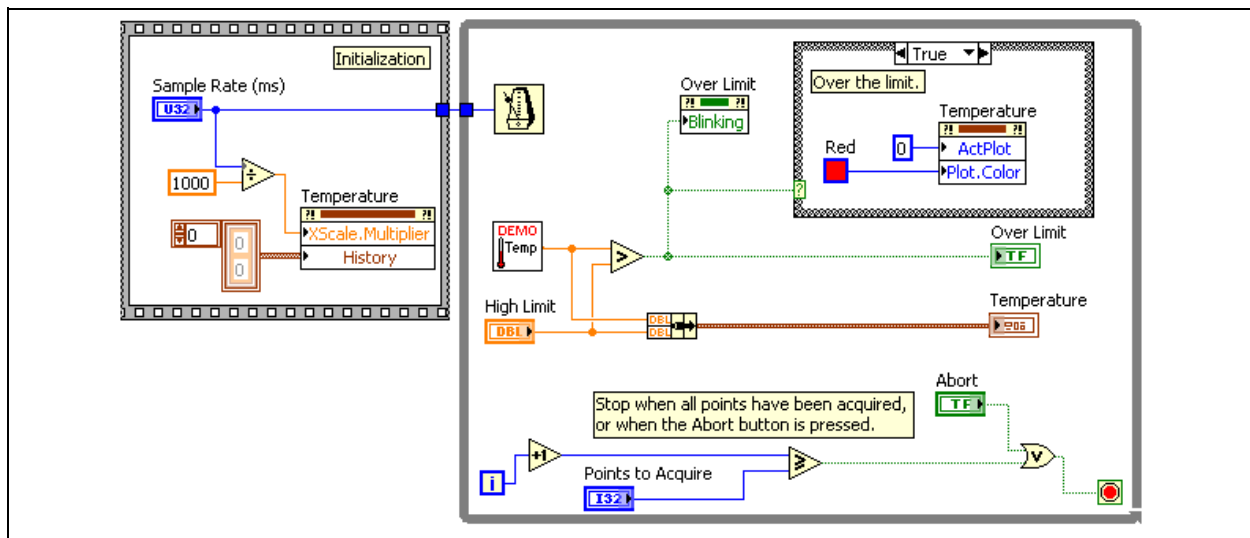 Initialization
Sample Rate (ms)
U32
1000
÷
Temperature
?! ?!
XScale.Multiplier
History
0
0
0
Over Limit
?! ?!
Blinking
True
Over the limit.
Temperature
?! ?!
Red
0
ActPlot
Plot.Color
?
DEMO
Temp
>
Over Limit
TF
High Limit
DBL
DBL
DBL
Temperature
Abort
TF
Stop when all points have been acquired,
or when the Abort button is pressed.
i
+1
Points to Acquire
I32
≥
V